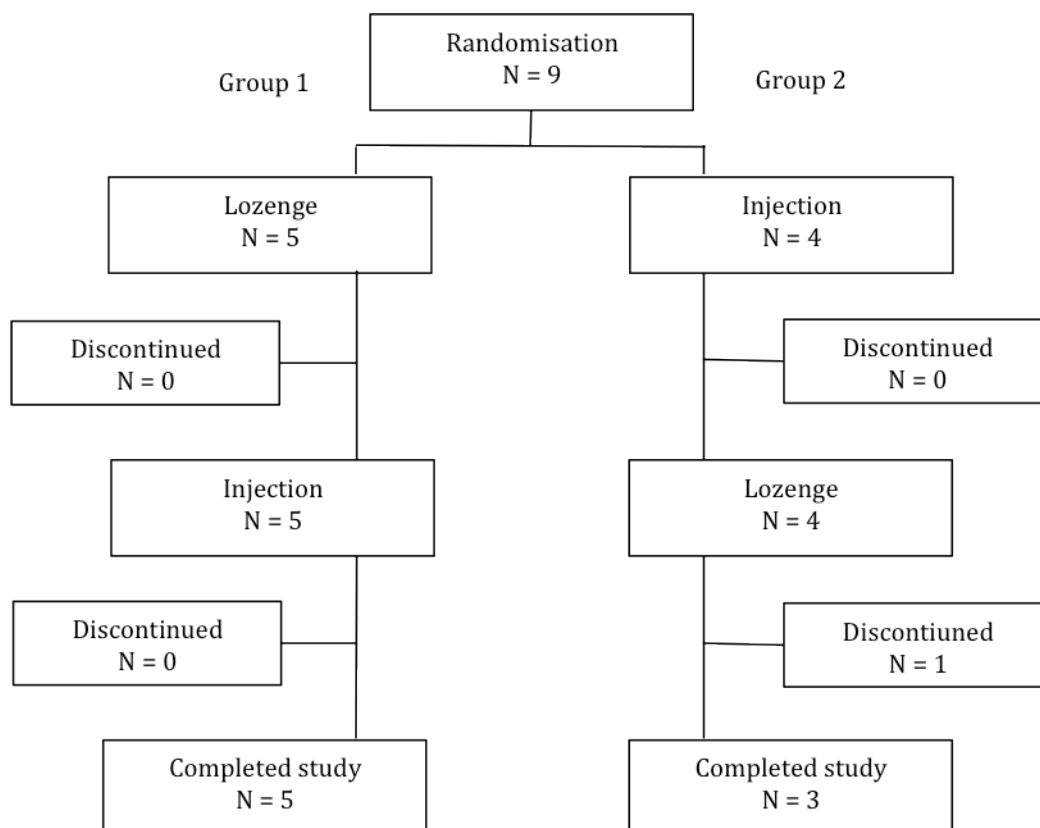 Randomisation
N = 9
Group 1
Group 2
Lozenge
N = 5
Injection
N = 4
Discontinued
N = 0
Discontinued
N = 0
Injection
N = 5
Lozenge
N = 4
Discontinued
N = 0
Discontiuned
N = 1
Completed study
N = 5
Completed study
N = 3